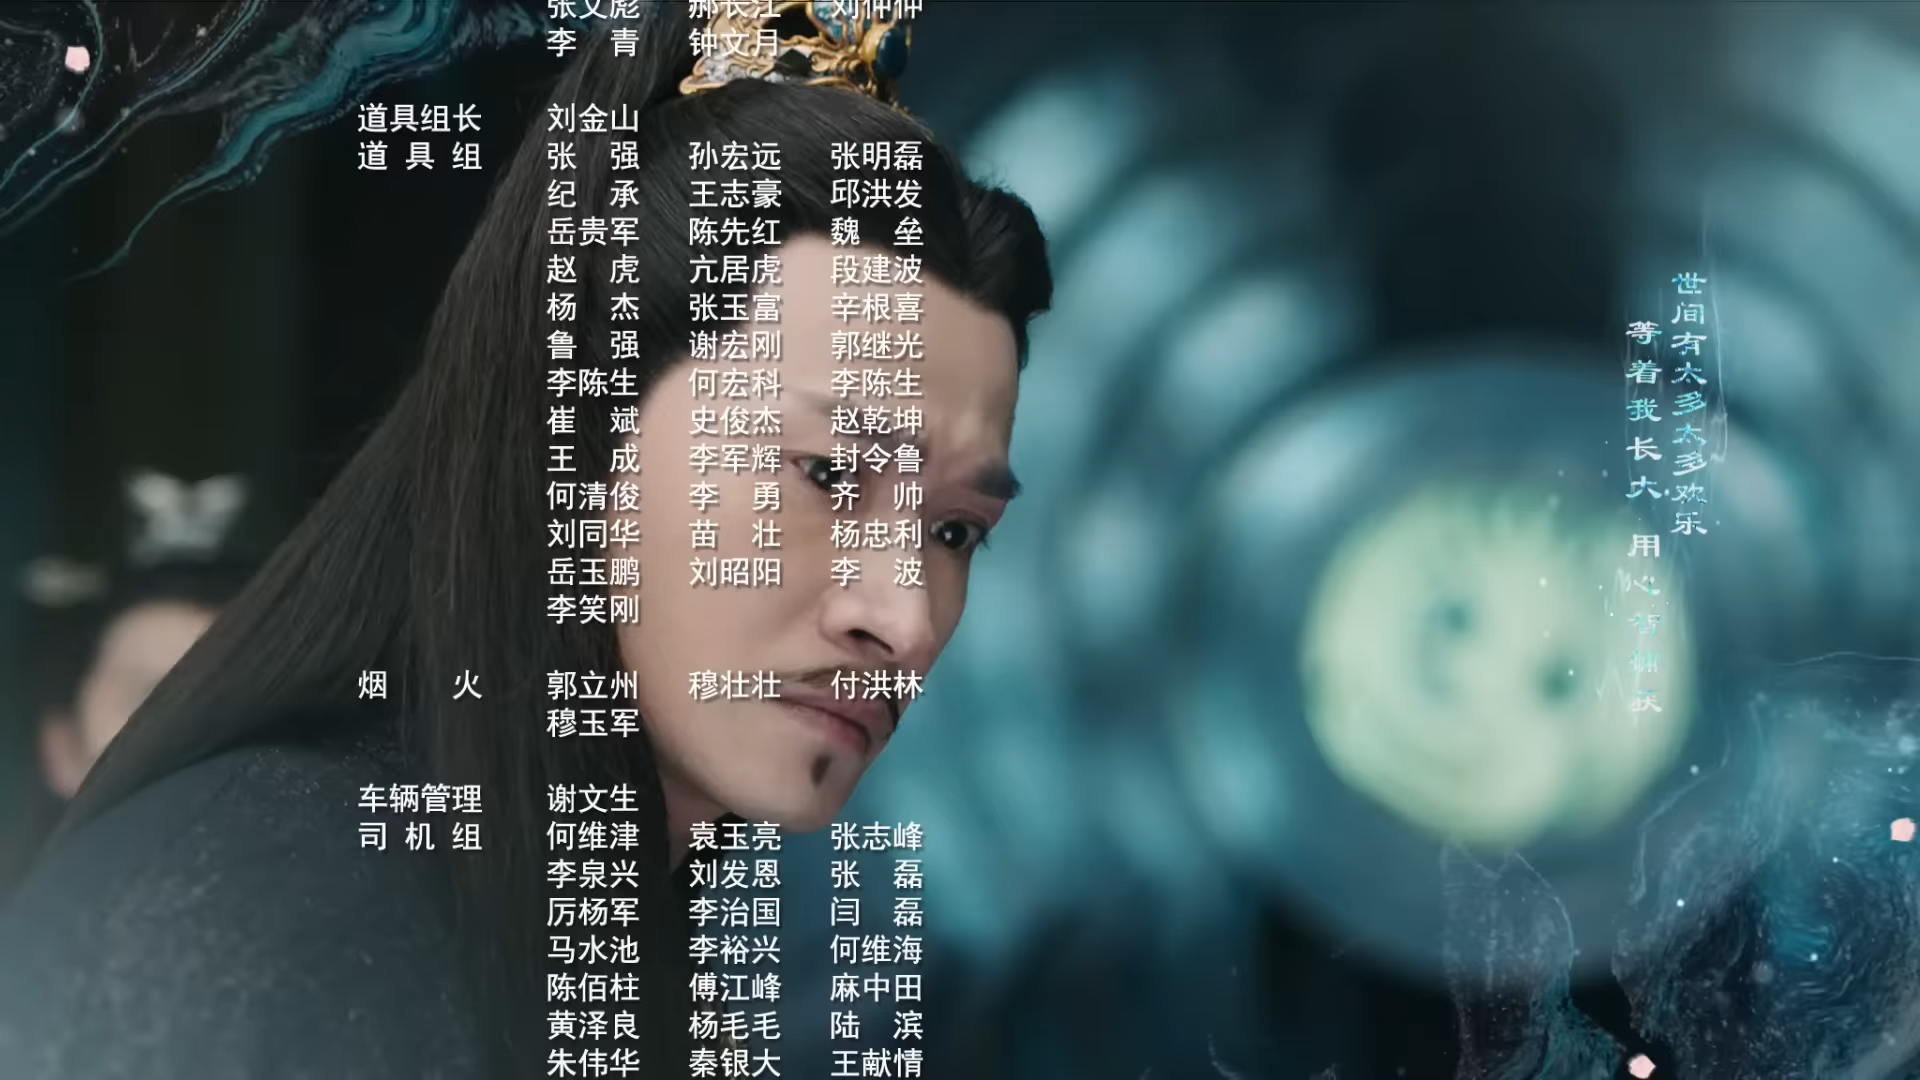 张文彪 郝长江 刘仲仲
李 青 钟文月
道具组长 刘金山
道具组 张 强 孙宏远 张明磊
纪 承 王志豪 邱洪发
岳贵军 陈先红 魏 垒
赵 虎 亢居虎 段建波
杨 杰 张玉富 辛根喜
鲁 强 谢宏刚 郭继光
李陈生 何宏科 李陈生
崔 斌 史俊杰 赵乾坤
王 成 李军辉 封令鲁
何清俊 李 勇 齐 帅
刘同华 苗 壮 杨忠利
岳玉鹏 刘昭阳 李 波
李笑刚
烟 火 郭立州 穆壮壮 付洪林
穆玉军
车辆管理 谢文生
司机组 何维津 袁玉亮 张志峰
李泉兴 刘发恩 张 磊
厉杨军 李治国 闫 磊
马水池 李裕兴 何维海
陈佰柱 傅江峰 麻中田
黄泽良 杨毛毛 陆 滨
朱伟华 秦银大 王献情
世间有太多太多欢乐
等着我长大 用心